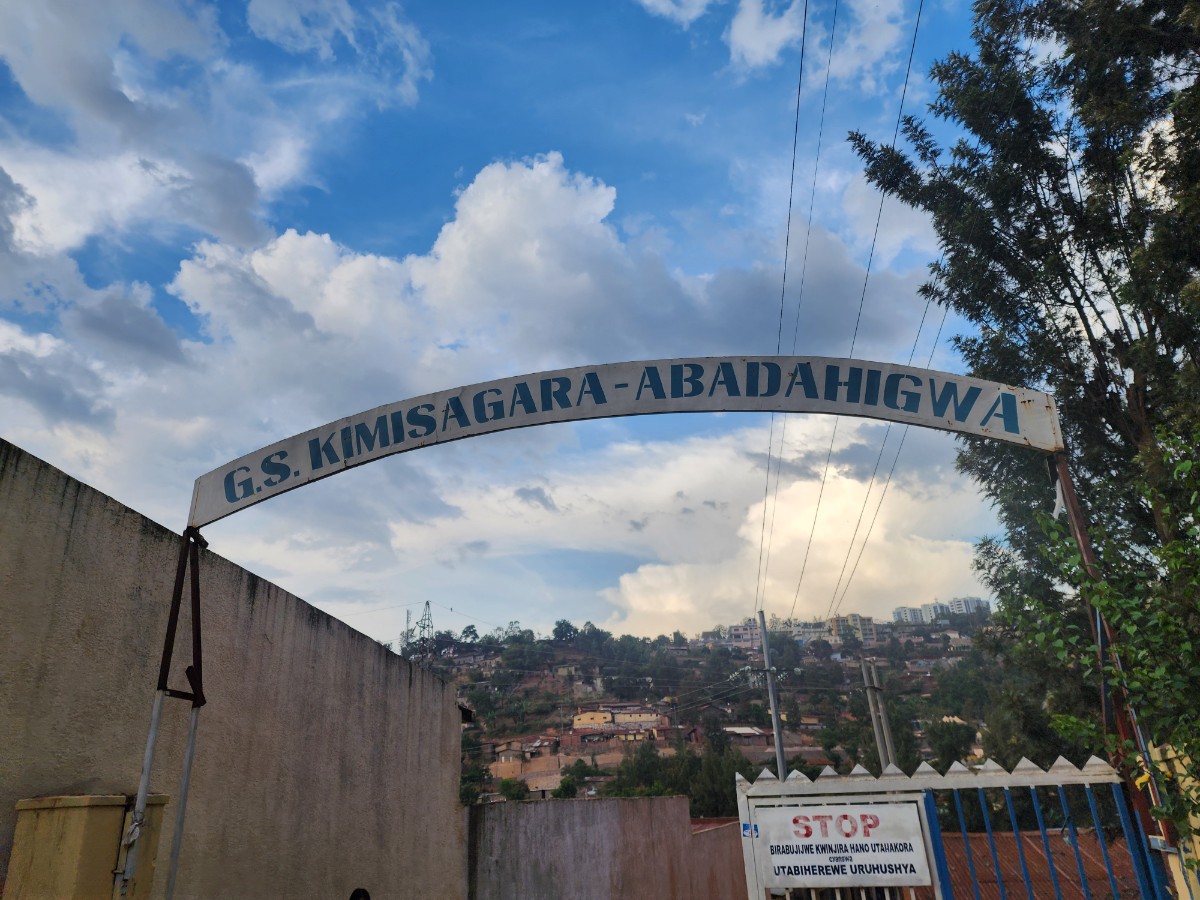 G.S. KIMISAGARA-ABADAHIGWA
STOP
BIRABUJIJWE KWINJIRA HANO UTAHAKORA
CYANGWA
UTABIHEREWE URUHUSHYA